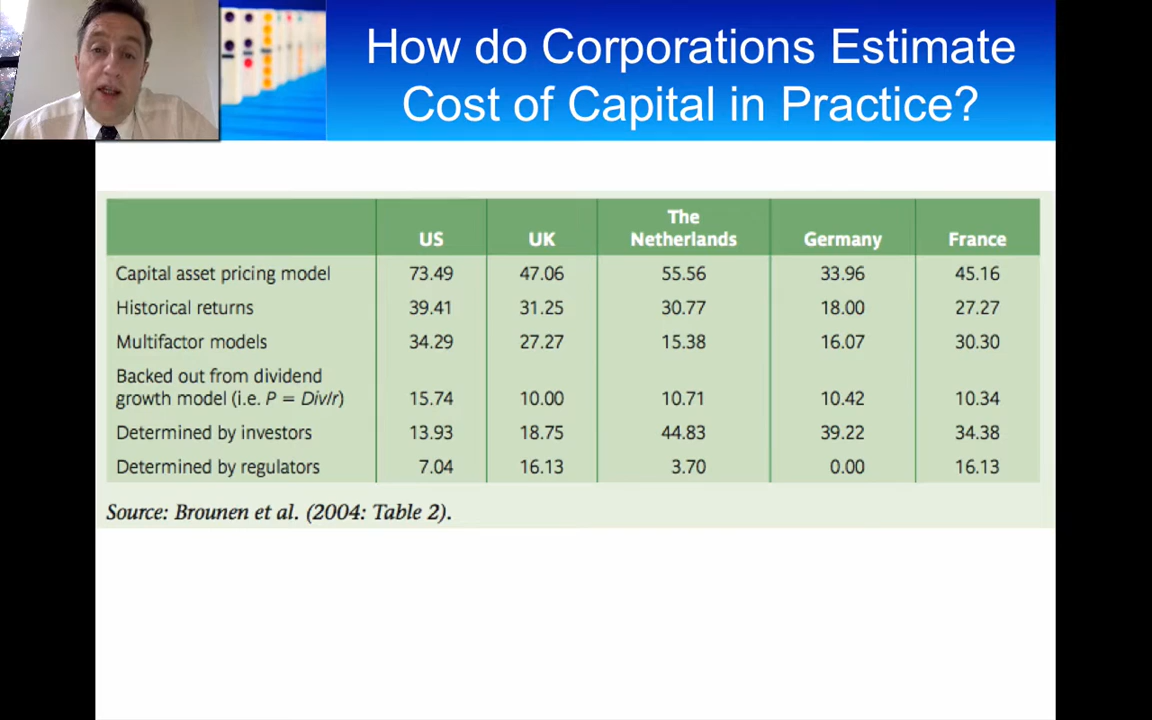 How do Corporations Estimate
Cost of Capital in Practice?
US UK The Netherlands Germany France
Capital asset pricing model 73.49 47.06 55.56 33.96 45.16
Historical returns 39.41 31.25 30.77 18.00 27.27
Multifactor models 34.29 27.27 15.38 16.07 30.30
Backed out from dividend
growth model (i.e. P = Div/r) 15.74 10.00 10.71 10.42 10.34
Determined by investors 13.93 18.75 44.83 39.22 34.38
Determined by regulators 7.04 16.13 3.70 0.00 16.13
Source: Brounen et al. (2004: Table 2).